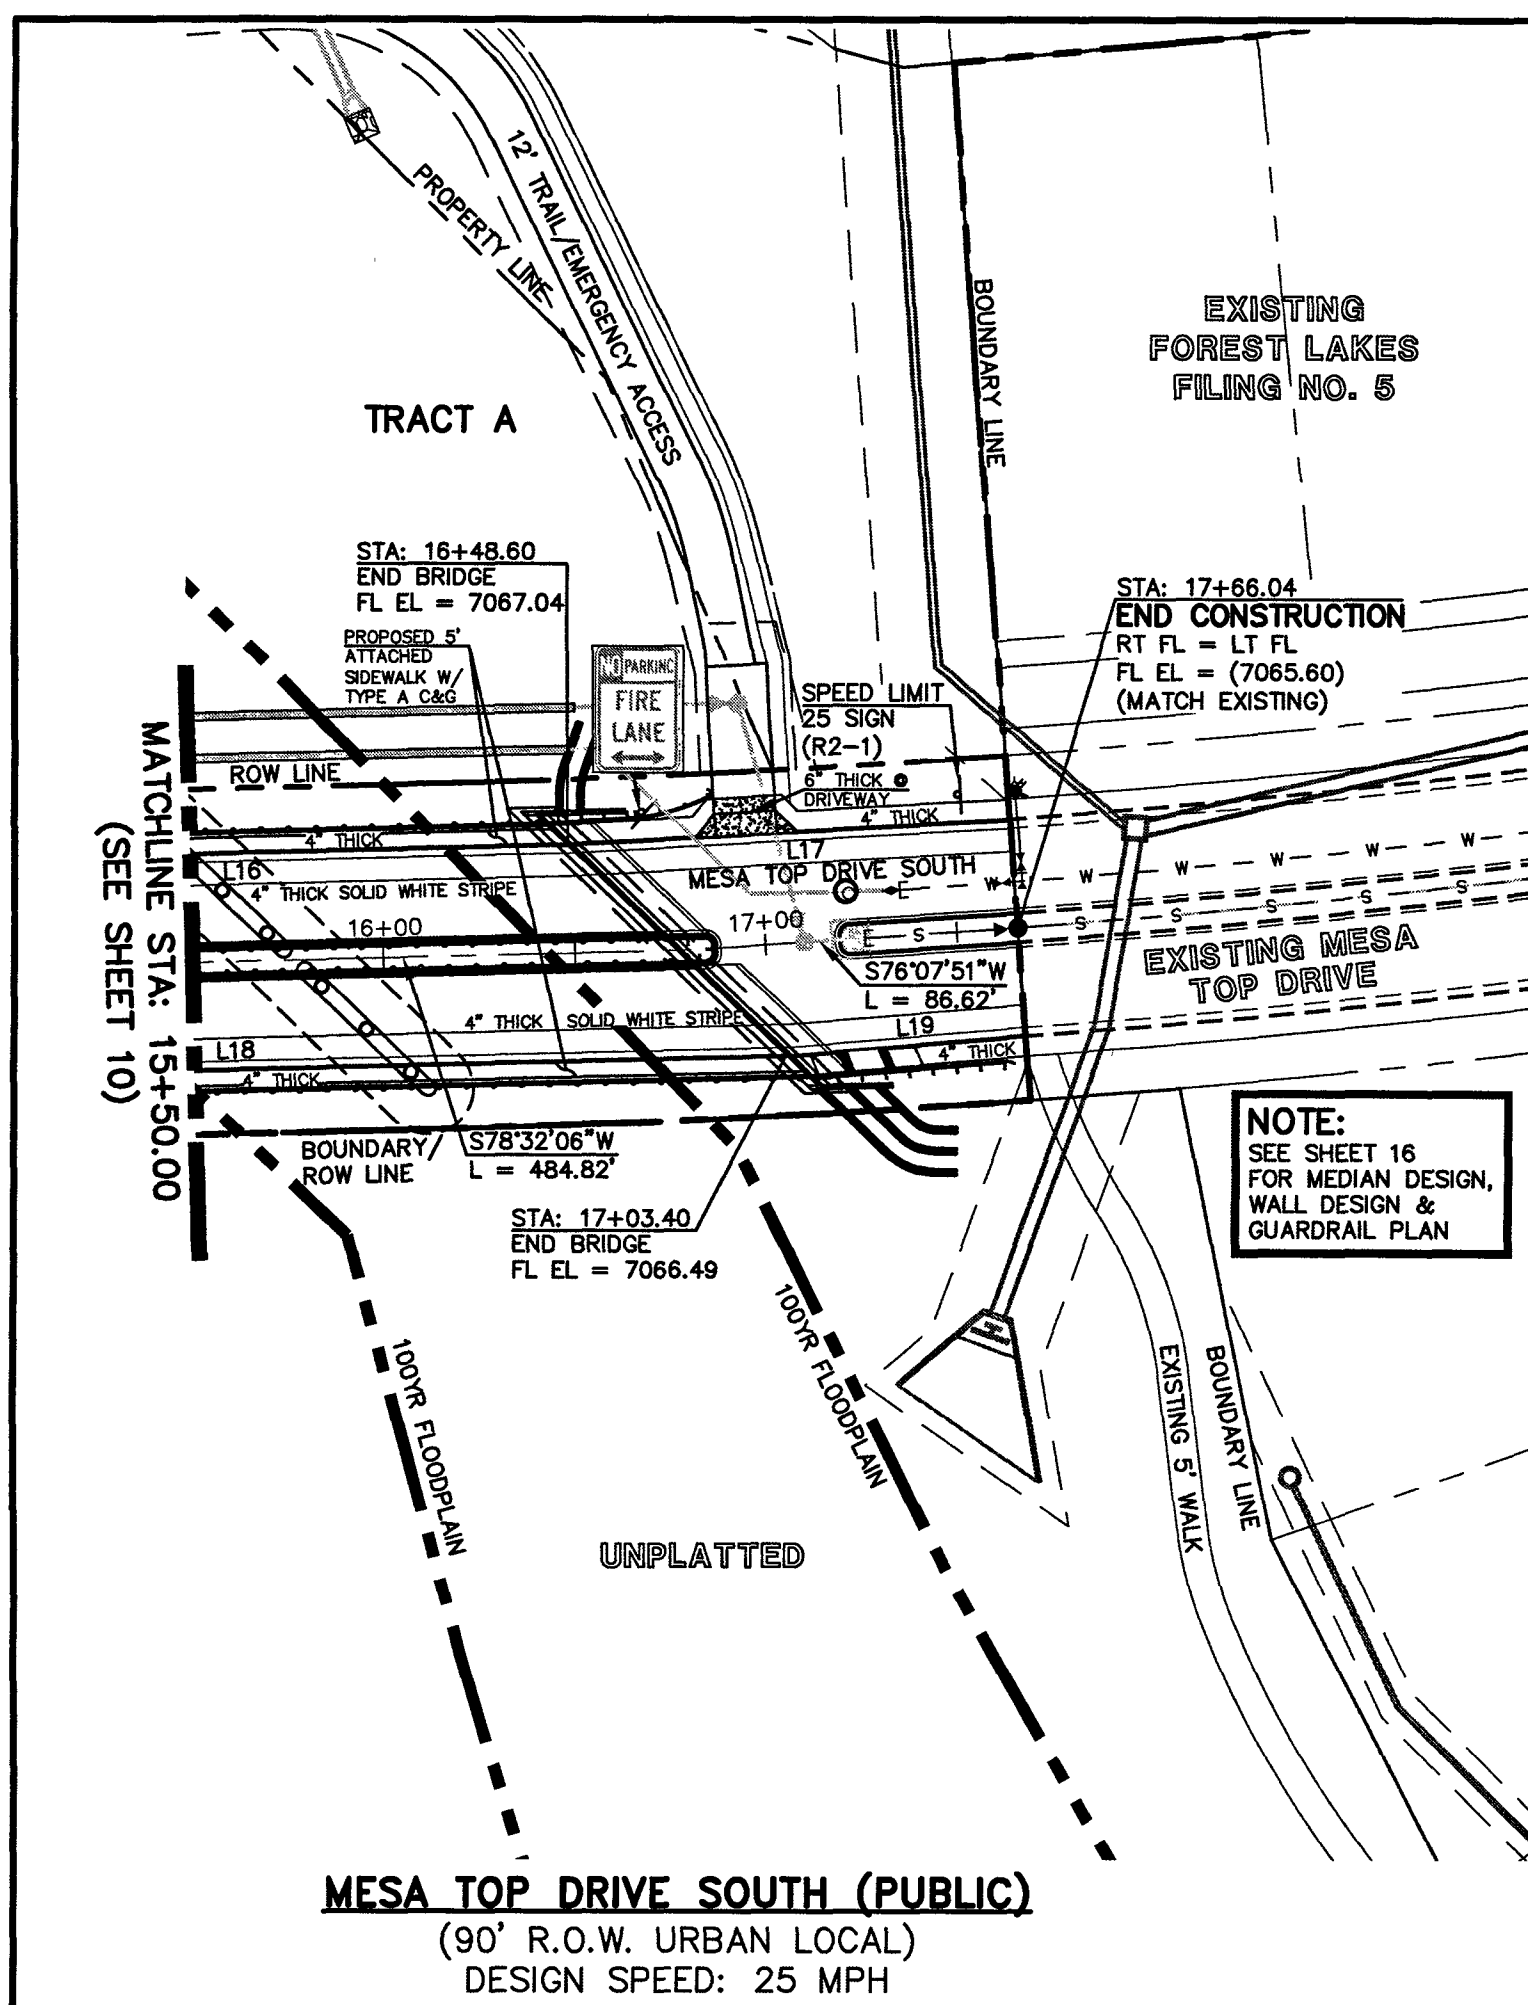 12' TRAIL/EMERGENCY ACCESS
PROPERTY LINE
BOUNDARY LINE
EXISTING
FOREST LAKES
FILING NO. 5
TRACT A
STA: 16+48.60
END BRIDGE
FL EL = 7067.04
PROPOSED 5'
ATTACHED
SIDEWALK W/
TYPE A C&G
NO PARKING
FIRE
LANE
SPEED LIMIT
25 SIGN
(R2-1)
6" THICK
DRIVEWAY
STA: 17+66.04
END CONSTRUCTION
RT FL = LT FL
FL EL = (7065.60)
(MATCH EXISTING)
MATCHLINE STA: 15+50.00
(SEE SHEET 10)
ROW LINE
4" THICK
4" THICK
L16
4" THICK SOLID WHITE STRIPE
L17
MESA TOP DRIVE SOUTH
E W W W W W
16+00
17+00
E S S S S S S
S76°07'51"W
L = 86.62'
EXISTING MESA
TOP DRIVE
4" THICK SOLID WHITE STRIPE
L18
L19
4" THICK
4" THICK
BOUNDARY/
ROW LINE
S78°32'06"W
L = 484.82'
STA: 17+03.40
END BRIDGE
FL EL = 7066.49
NOTE:
SEE SHEET 16
FOR MEDIAN DESIGN,
WALL DESIGN &
GUARDRAIL PLAN
100YR FLOODPLAIN
100YR FLOODPLAIN
EXISTING 5' WALK
BOUNDARY LINE
UNPLATTED
MESA TOP DRIVE SOUTH (PUBLIC)
(90' R.O.W. URBAN LOCAL)
DESIGN SPEED: 25 MPH